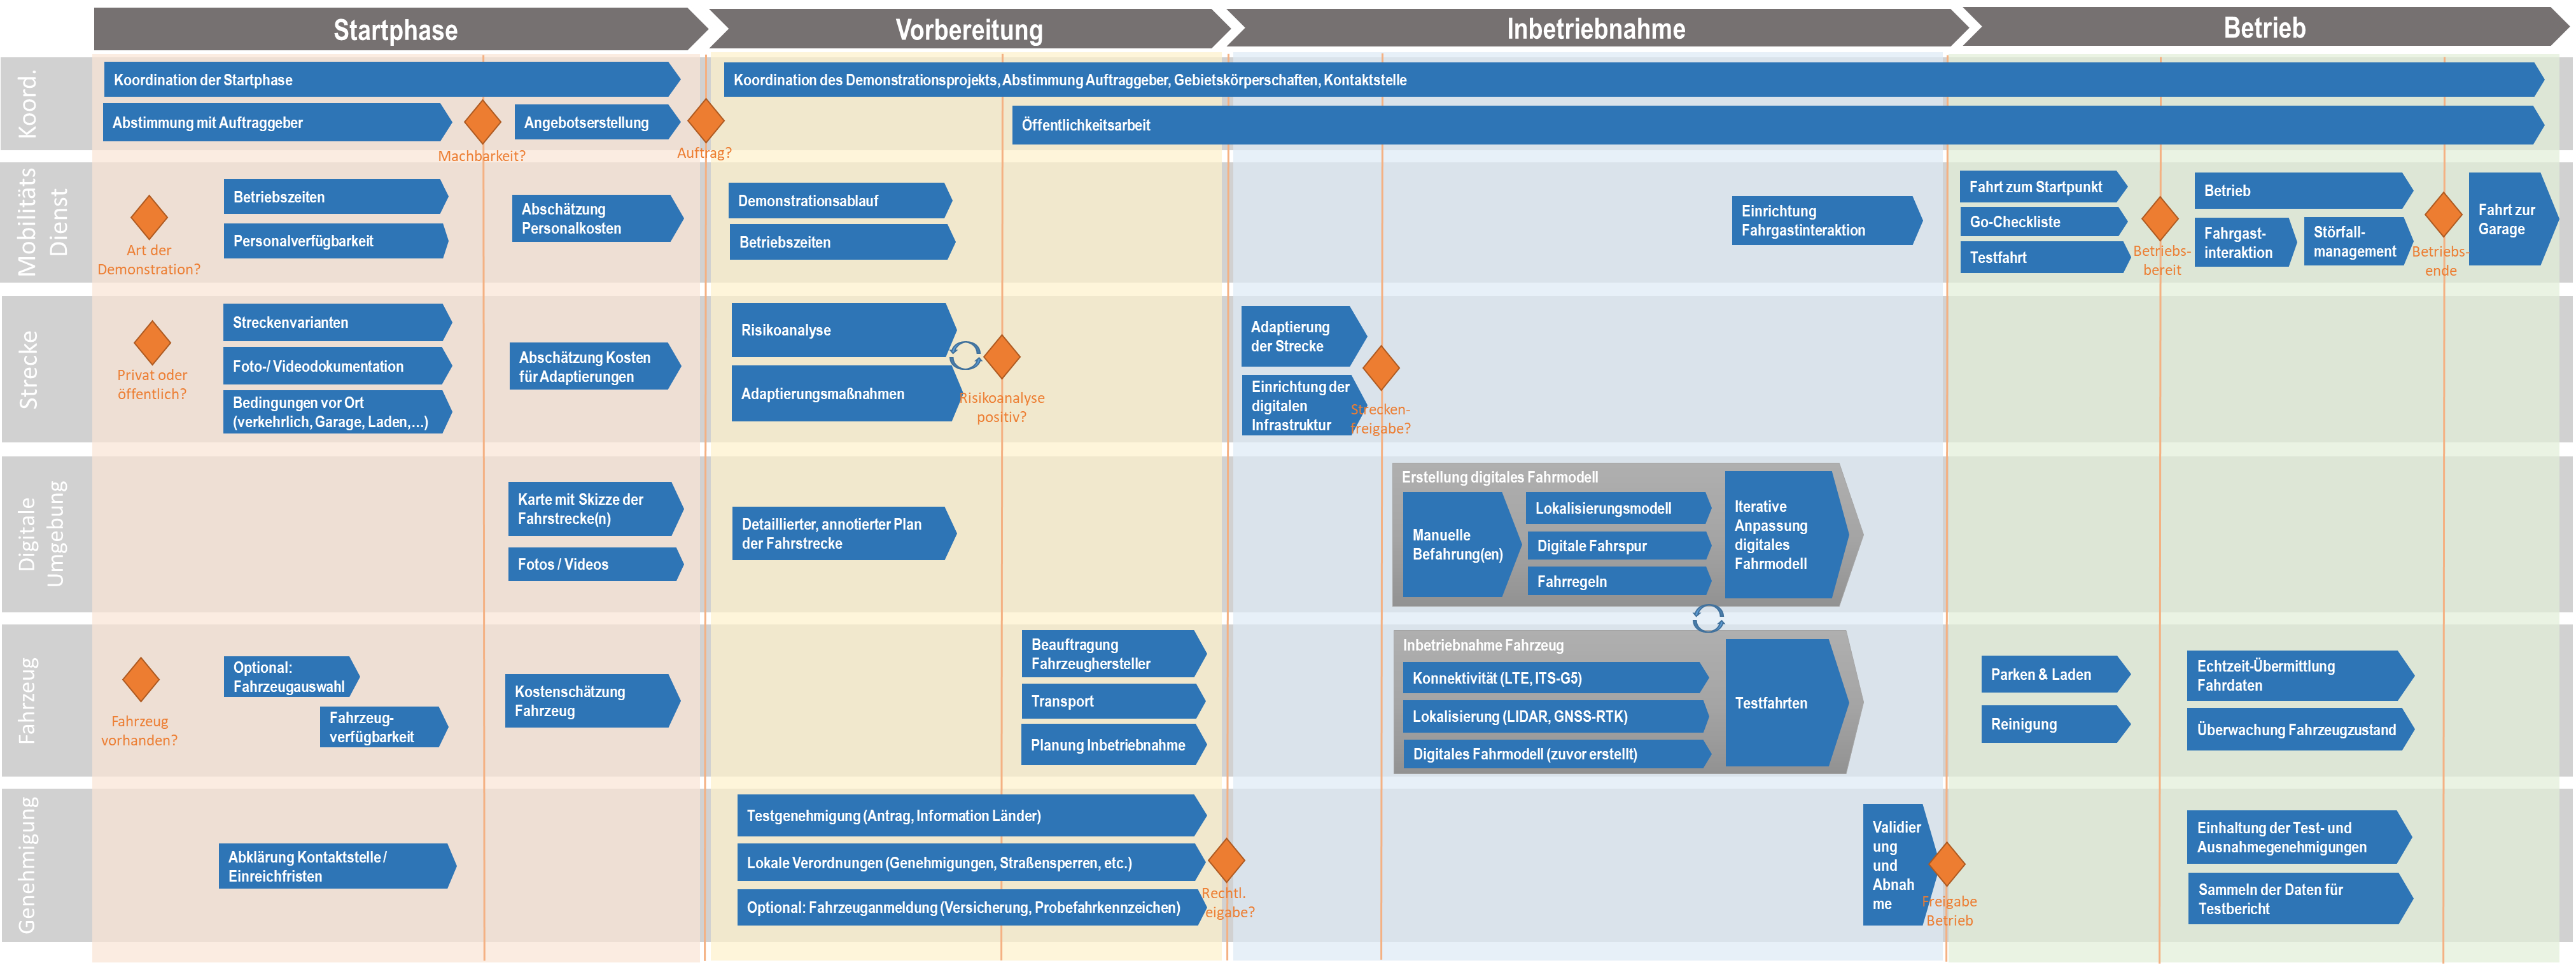 Startphase
Vorbereitung
Inbetriebnahme
Betrieb
Koord.
Koordination der Startphase
Koordination des Demonstrationsprojekts, Abstimmung Auftraggeber, Gebietskörperschaften, Kontaktstelle
Abstimmung mit Auftraggeber
Machbarkeit?
Angebotserstellung
Auftrag?
Öffentlichkeitsarbeit
Mobilitäts
Dienst
Art der
Demonstration?
Betriebszeiten
Personalverfügbarkeit
Abschätzung
Personalkosten
Demonstrationsablauf
Betriebszeiten
Einrichtung
Fahrgastinteraktion
Fahrt zum Startpunkt
Go-Checkliste
Testfahrt
Betriebs-
bereit
Betrieb
Fahrgast-
interaktion
Störfall-
management
Betriebs-
ende
Fahrt zur
Garage
Strecke
Privat oder
öffentlich?
Streckenvarianten
Foto-/ Videodokumentation
Bedingungen vor Ort
(verkehrlich, Garage, Laden,...)
Abschätzung Kosten
für Adaptierungen
Risikoanalyse
Adaptierungsmaßnahmen
Risikoanalyse
positiv?
Adaptierung
der Strecke
Einrichtung der
digitalen
Infrastruktur
Strecken-
freigabe?
Digitale
Umgebung
Karte mit Skizze der
Fahrstrecke(n)
Fotos / Videos
Detaillierter, annotierter Plan
der Fahrstrecke
Erstellung digitales Fahrmodell
Manuelle
Befahrung(en)
Lokalisierungsmodell
Digitale Fahrspur
Fahrregeln
Iterative
Anpassung
digitales
Fahrmodell
Fahrzeug
Fahrzeug
vorhanden?
Optional:
Fahrzeugauswahl
Fahrzeug-
verfügbarkeit
Kostenschätzung
Fahrzeug
Beauftragung
Fahrzeughersteller
Transport
Planung Inbetriebnahme
Inbetriebnahme Fahrzeug
Konnektivität (LTE, ITS-G5)
Lokalisierung (LIDAR, GNSS-RTK)
Digitales Fahrmodell (zuvor erstellt)
Testfahrten
Parken & Laden
Reinigung
Echtzeit-Übermittlung
Fahrdaten
Überwachung Fahrzeugzustand
Genehmigung
Abklärung Kontaktstelle /
Einreichfristen
Testgenehmigung (Antrag, Information Länder)
Lokale Verordnungen (Genehmigungen, Straßensperren, etc.)
Optional: Fahrzeuganmeldung (Versicherung, Probefahrkennzeichen)
Rechtl.
eigabe?
Validier
ung
und
Abnah
me
Freigabe
Betrieb
Einhaltung der Test- und
Ausnahmegenehmigungen
Sammeln der Daten für
Testbericht